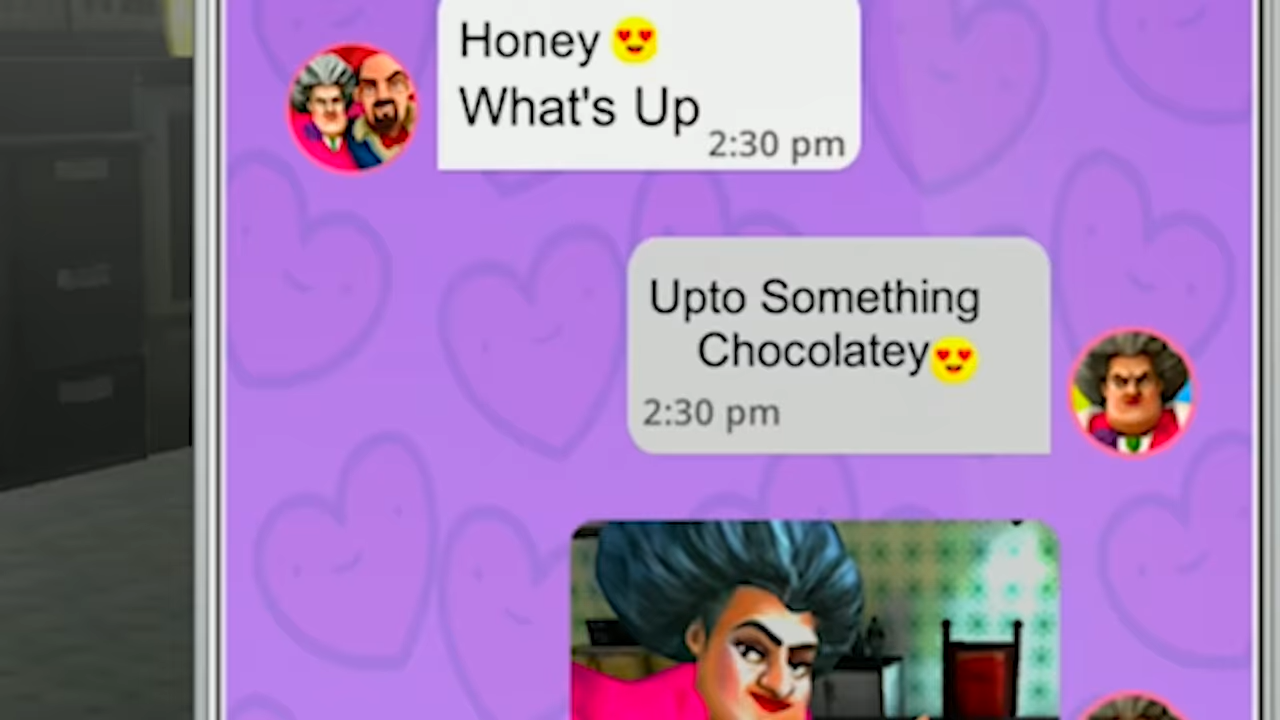 Honey 😍
What's Up
2:30 pm
Upto Something
Chocolatey😍
2:30 pm